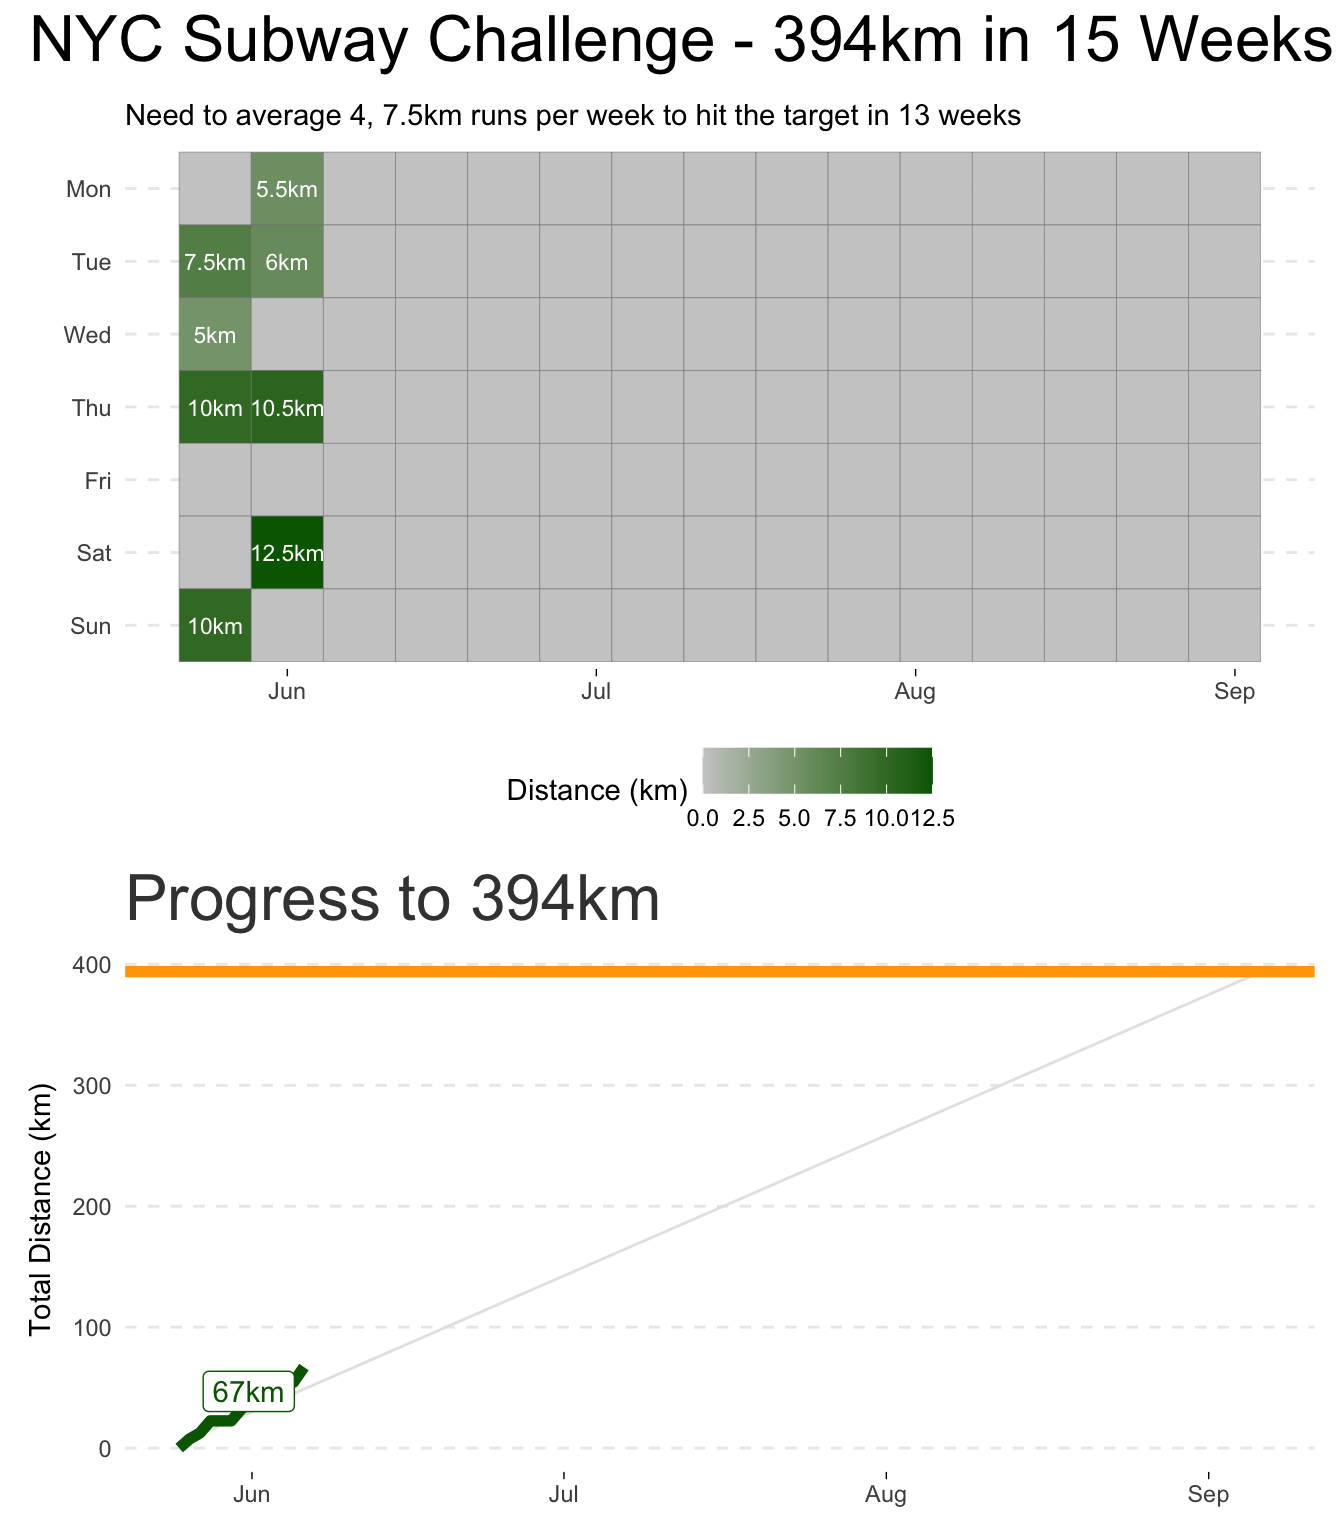 NYC Subway Challenge - 394km in 15 Weeks
Need to average 4, 7.5km runs per week to hit the target in 13 weeks
Mon 5.5km
Tue 7.5km 6km
Wed 5km
Thu 10km 10.5km
Fri
Sat 12.5km
Sun 10km
Jun Jul Aug Sep
Distance (km)
0.0 2.5 5.0 7.5 10.0 12.5
Progress to 394km
Total Distance (km)
400
300
200
100
67km
0
Jun Jul Aug Sep